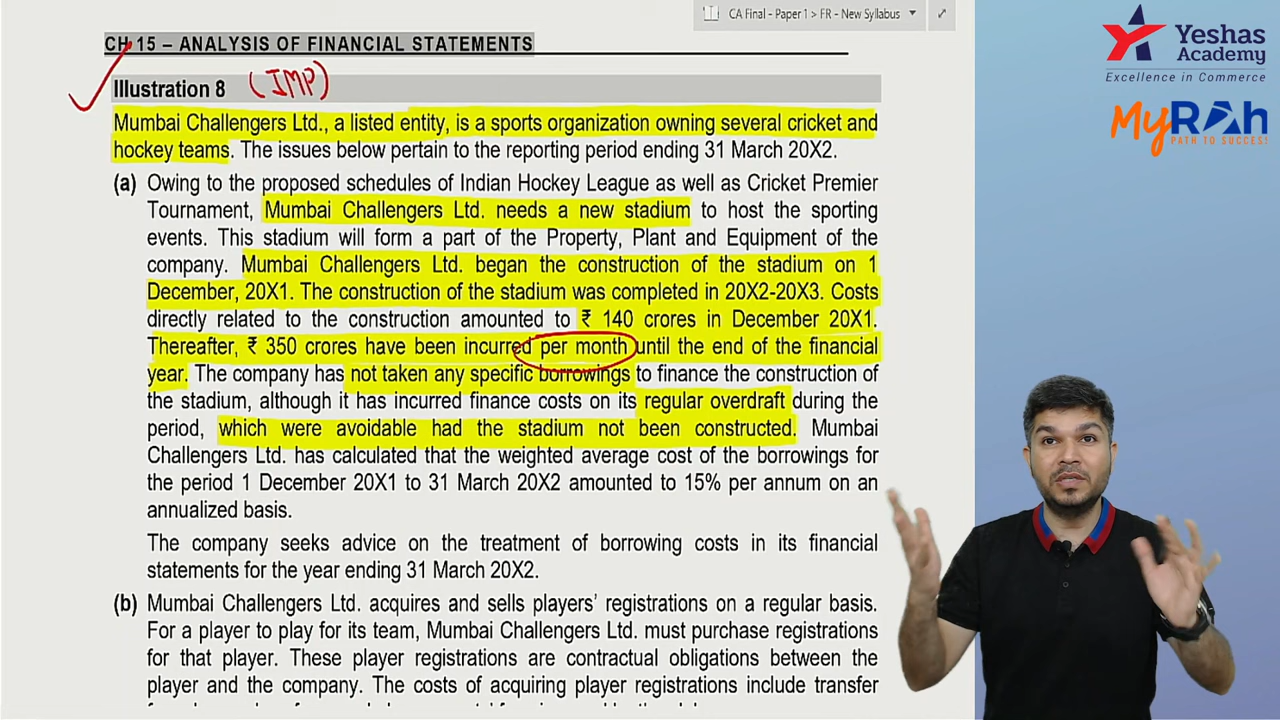 CA Final - Paper 1 > FR - New Syllabus
Yeshas
Academy
Excellence in Commerce
MyRAh
PATH TO SUCCESS!
CH 15 – ANALYSIS OF FINANCIAL STATEMENTS
Illustration 8 (IMP)
Mumbai Challengers Ltd., a listed entity, is a sports organization owning several cricket and
hockey teams. The issues below pertain to the reporting period ending 31 March 20X2.
(a) Owing to the proposed schedules of Indian Hockey League as well as Cricket Premier
Tournament, Mumbai Challengers Ltd. needs a new stadium to host the sporting
events. This stadium will form a part of the Property, Plant and Equipment of the
company. Mumbai Challengers Ltd. began the construction of the stadium on 1
December, 20X1. The construction of the stadium was completed in 20X2-20X3. Costs
directly related to the construction amounted to ₹ 140 crores in December 20X1.
Thereafter, ₹ 350 crores have been incurred per month until the end of the financial
year. The company has not taken any specific borrowings to finance the construction of
the stadium, although it has incurred finance costs on its regular overdraft during the
period, which were avoidable had the stadium not been constructed. Mumbai
Challengers Ltd. has calculated that the weighted average cost of the borrowings for
the period 1 December 20X1 to 31 March 20X2 amounted to 15% per annum on an
annualized basis.
The company seeks advice on the treatment of borrowing costs in its financial
statements for the year ending 31 March 20X2.
(b) Mumbai Challengers Ltd. acquires and sells players' registrations on a regular basis.
For a player to play for its team, Mumbai Challengers Ltd. must purchase registrations
for that player. These player registrations are contractual obligations between the
player and the company. The costs of acquiring player registrations include transfer